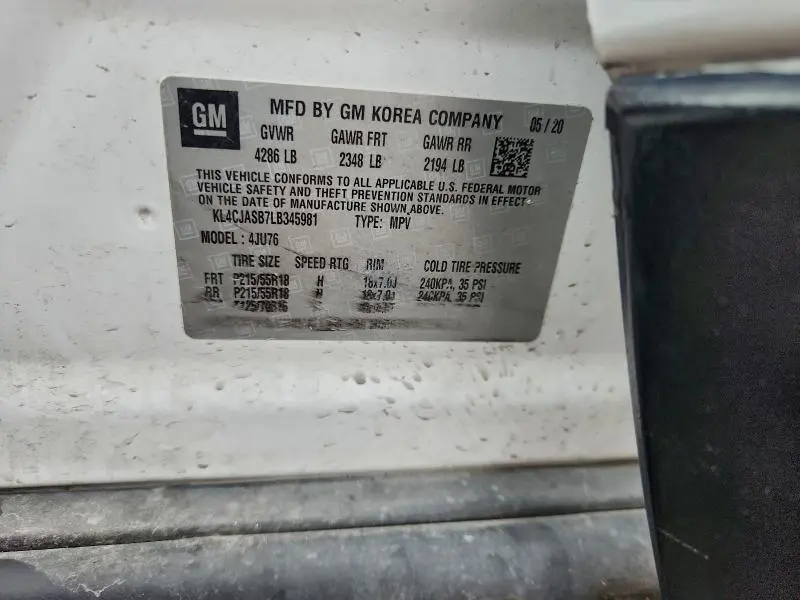 GM
MFD BY GM KOREA COMPANY 05 / 20
GVWR GAWR FRT GAWR RR
4286 LB 2348 LB 2194 LB
THIS VEHICLE CONFORMS TO ALL APPLICABLE U.S. FEDERAL MOTOR
VEHICLE SAFETY AND THEFT PREVENTION STANDARDS IN EFFECT
ON THE DATE OF MANUFACTURE SHOWN ABOVE.
KL4CJASB7LB345981 TYPE: MPV
MODEL : 4JU76
TIRE SIZE SPEED RTG RIM COLD TIRE PRESSURE
FRT P215/55R18 H 18x7.0J 240KPA, 35 PSI
RR P215/55R18 H 18x7.0J 240KPA, 35 PSI